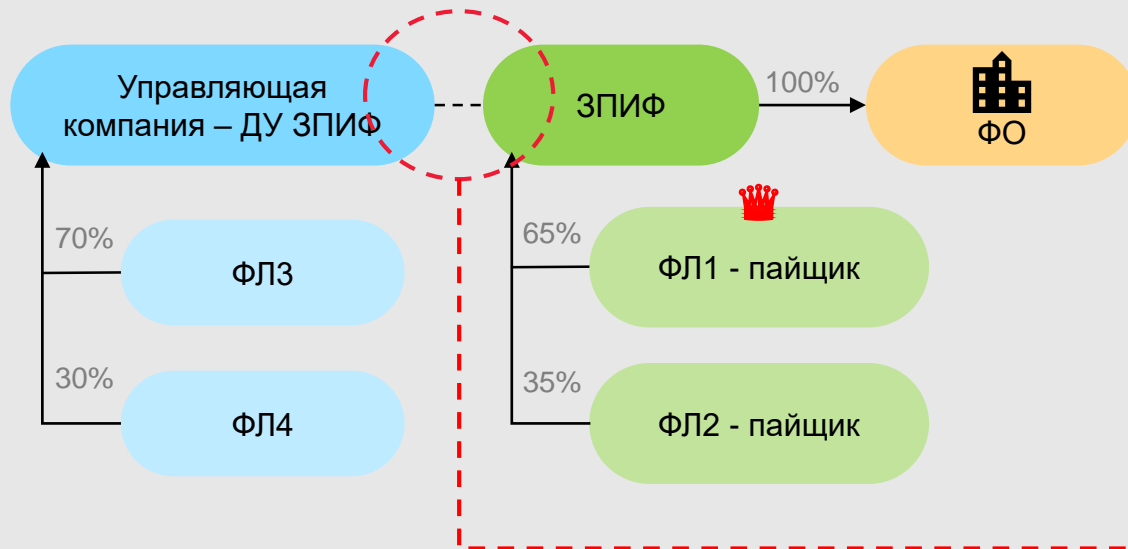 Управляющая
компания – ДУ ЗПИФ
ЗПИФ
100%
ФО
70%
ФЛ3
65%
ФЛ1 - пайщик
30%
ФЛ4
35%
ФЛ2 - пайщик